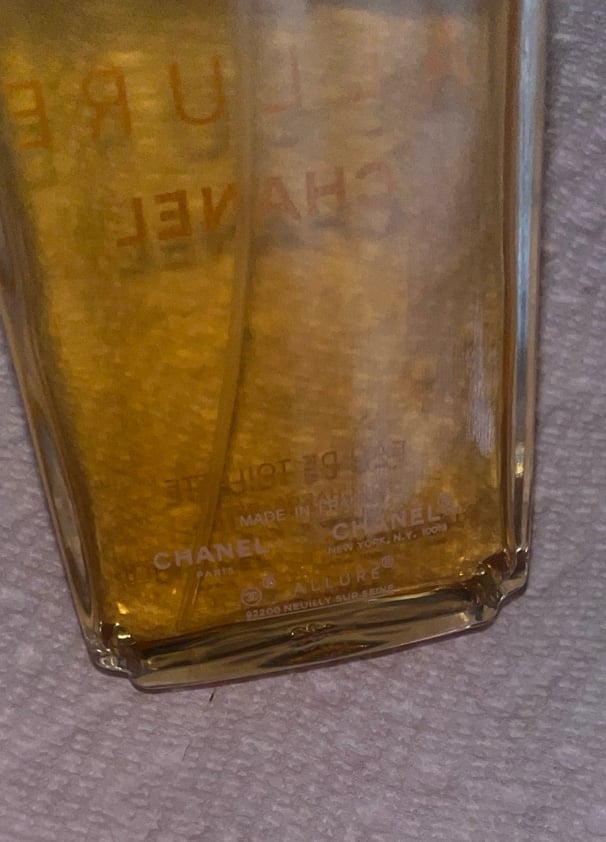 ALLURE
CHANEL
EAU DE TOILETTE
MADE IN FRANCE
CHANEL
PARIS
CHANEL
NEW YORK, N.Y. 10019
ALLURE®
92200 NEUILLY-SUR-SEINE